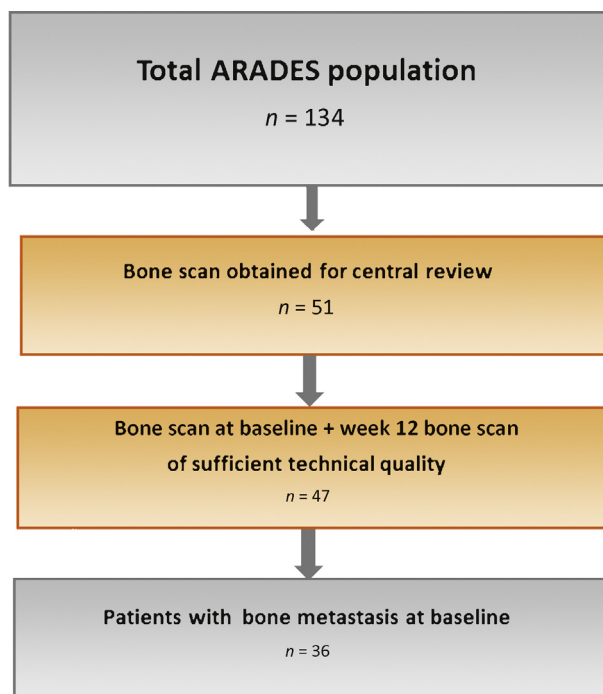 Total ARADES population
n = 134
Bone scan obtained for central review
n = 51
Bone scan at baseline + week 12 bone scan
of sufficient technical quality
n = 47
Patients with bone metastasis at baseline
n = 36